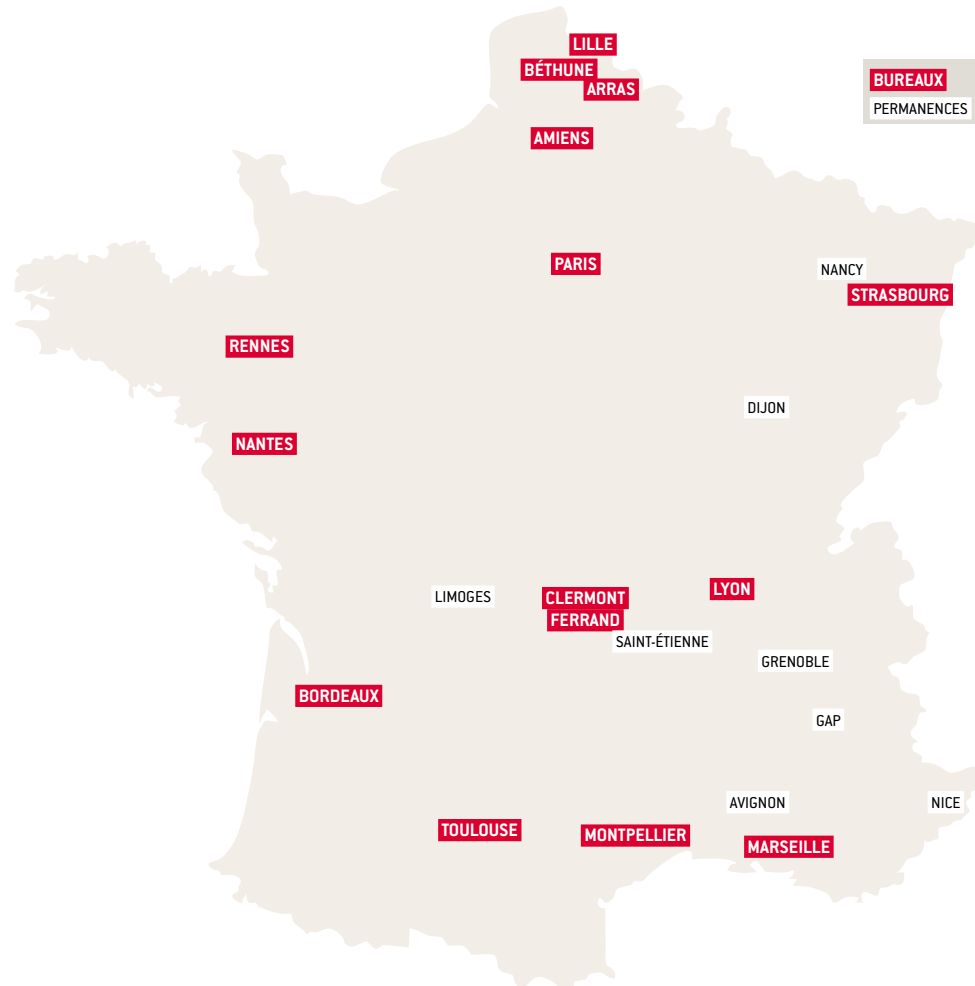 LILLE
BÉTHUNE
ARRAS
BUREAUX
PERMANENCES
AMIENS
PARIS
NANCY
STRASBOURG
RENNES
DIJON
NANTES
LIMOGES
CLERMONT
FERRAND
LYON
SAINT-ÉTIENNE
GRENOBLE
BORDEAUX
GAP
AVIGNON
NICE
TOULOUSE
MONTPELLIER
MARSEILLE